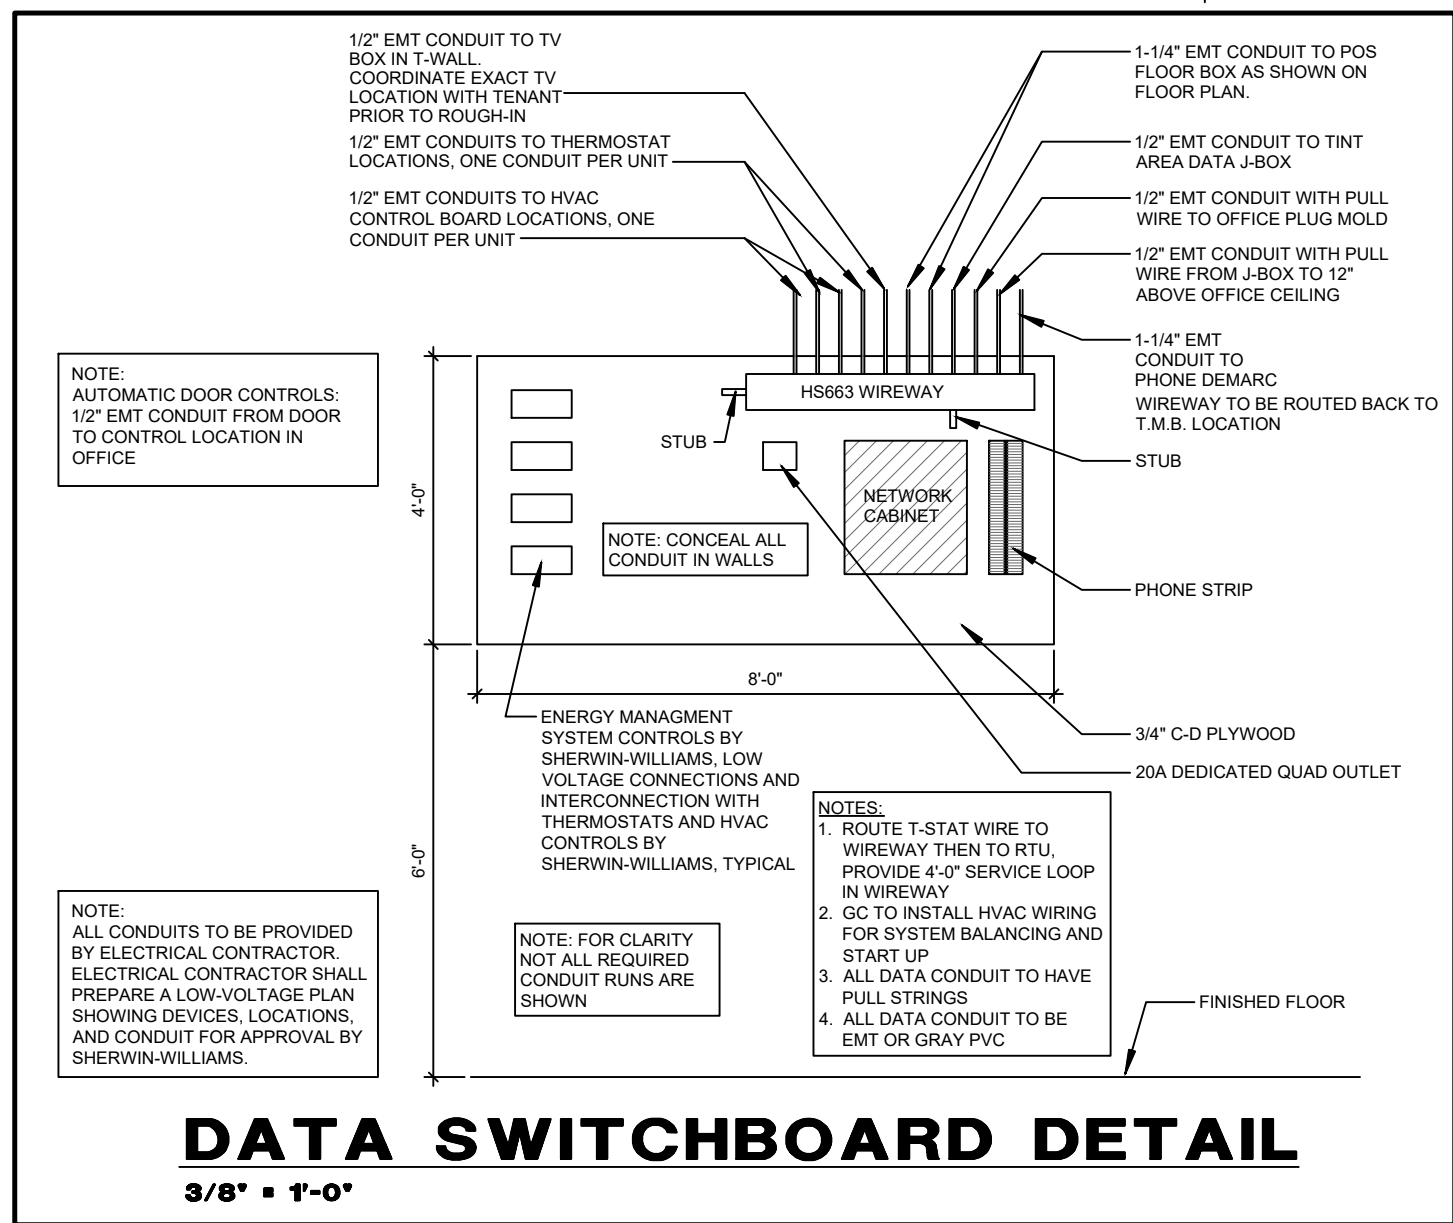 1/2" EMT CONDUIT TO TV
BOX IN T-WALL.
COORDINATE EXACT TV
LOCATION WITH TENANT
PRIOR TO ROUGH-IN
1/2" EMT CONDUITS TO THERMOSTAT
LOCATIONS, ONE CONDUIT PER UNIT
1/2" EMT CONDUITS TO HVAC
CONTROL BOARD LOCATIONS, ONE
CONDUIT PER UNIT
1-1/4" EMT CONDUIT TO POS
FLOOR BOX AS SHOWN ON
FLOOR PLAN.
1/2" EMT CONDUIT TO TINT
AREA DATA J-BOX
1/2" EMT CONDUIT WITH PULL
WIRE TO OFFICE PLUG MOLD
1/2" EMT CONDUIT WITH PULL
WIRE FROM J-BOX TO 12"
ABOVE OFFICE CEILING
1-1/4" EMT
CONDUIT TO
PHONE DEMARC
WIREWAY TO BE ROUTED BACK TO
T.M.B. LOCATION
STUB
PHONE STRIP
3/4" C-D PLYWOOD
20A DEDICATED QUAD OUTLET
NOTE:
AUTOMATIC DOOR CONTROLS:
1/2" EMT CONDUIT FROM DOOR
TO CONTROL LOCATION IN
OFFICE
HS663 WIREWAY
STUB
4'-0"
NETWORK
CABINET
NOTE: CONCEAL ALL
CONDUIT IN WALLS
8'-0"
ENERGY MANAGMENT
SYSTEM CONTROLS BY
SHERWIN-WILLIAMS, LOW
VOLTAGE CONNECTIONS AND
INTERCONNECTION WITH
THERMOSTATS AND HVAC
CONTROLS BY
SHERWIN-WILLIAMS, TYPICAL
6'-0"
NOTES:
1. ROUTE T-STAT WIRE TO
WIREWAY THEN TO RTU,
PROVIDE 4'-0" SERVICE LOOP
IN WIREWAY
2. GC TO INSTALL HVAC WIRING
FOR SYSTEM BALANCING AND
START UP
3. ALL DATA CONDUIT TO HAVE
PULL STRINGS
4. ALL DATA CONDUIT TO BE
EMT OR GRAY PVC
NOTE:
ALL CONDUITS TO BE PROVIDED
BY ELECTRICAL CONTRACTOR.
ELECTRICAL CONTRACTOR SHALL
PREPARE A LOW-VOLTAGE PLAN
SHOWING DEVICES, LOCATIONS,
AND CONDUIT FOR APPROVAL BY
SHERWIN-WILLIAMS.
NOTE: FOR CLARITY
NOT ALL REQUIRED
CONDUIT RUNS ARE
SHOWN
FINISHED FLOOR
DATA SWITCHBOARD DETAIL
3/8" = 1'-0"